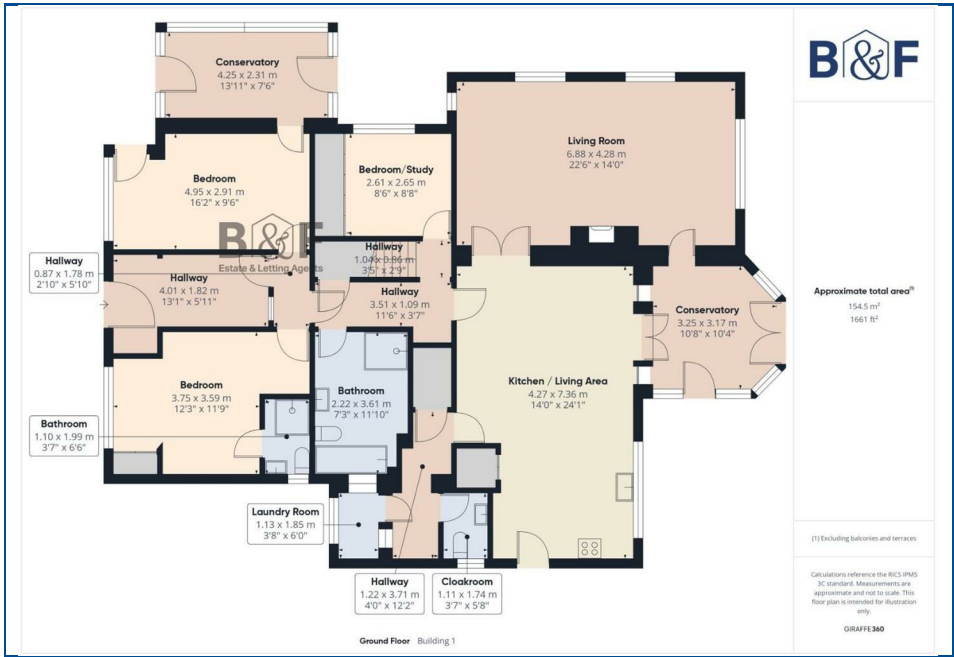 Conservatory
4.25 x 2.31 m
13'11" x 7'6"
B&F
Living Room
6.88 x 4.28 m
22'6" x 14'0"
Bedroom/Study
2.61 x 2.65 m
8'6" x 8'8"
Bedroom
4.95 x 2.91 m
16'2" x 9'6"
B&F
Estate & Letting Agents
Hallway
1.04 x 0.86 m
3'5" x 2'9"
Hallway
0.87 x 1.78 m
2'10" x 5'10"
Hallway
4.01 x 1.82 m
13'1" x 5'11"
Hallway
3.51 x 1.09 m
11'6" x 3'7"
Conservatory
3.25 x 3.17 m
10'8" x 10'4"
Approximate total area(1)
154.5 m²
1661 ft²
Bedroom
3.75 x 3.59 m
12'3" x 11'9"
Bathroom
2.22 x 3.61 m
7'3" x 11'10"
Kitchen / Living Area
4.27 x 7.36 m
14'0" x 24'1"
Bathroom
1.10 x 1.99 m
3'7" x 6'6"
Laundry Room
1.13 x 1.85 m
3'8" x 6'0"
Hallway
1.22 x 3.71 m
4'0" x 12'2"
Cloakroom
1.11 x 1.74 m
3'7" x 5'8"
(1) Excluding balconies and terraces
Calculations reference the RICS IPMS
3C standard. Measurements are
approximate and not to scale. This
floor plan is intended for illustration
only.
GIRAFFE360
Ground Floor Building 1